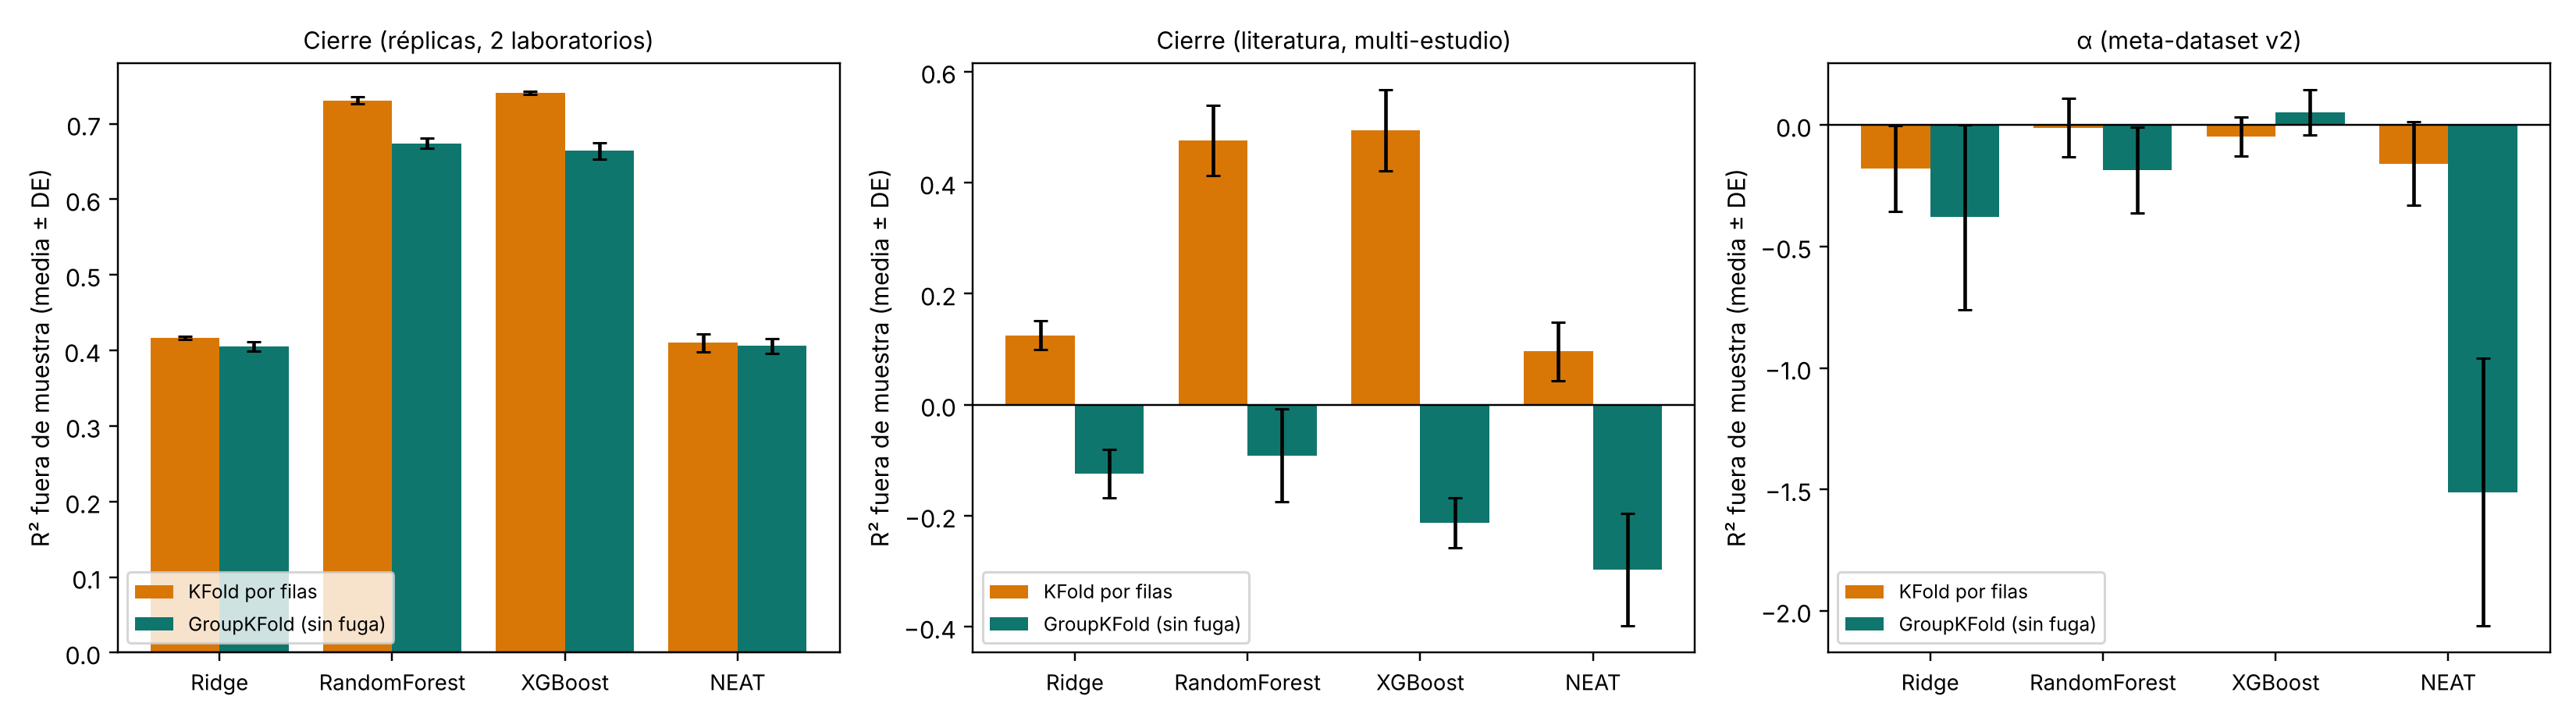 Cierre (réplicas, 2 laboratorios)
R² fuera de muestra (media ± DE)
0.7
0.6
0.5
0.4
0.3
0.2
0.1
0.0
KFold por filas
GroupKFold (sin fuga)
Ridge
RandomForest
XGBoost
NEAT
Cierre (literatura, multi-estudio)
R² fuera de muestra (media ± DE)
0.6
0.4
0.2
0.0
−0.2
−0.4
KFold por filas
GroupKFold (sin fuga)
Ridge
RandomForest
XGBoost
NEAT
α (meta-dataset v2)
R² fuera de muestra (media ± DE)
0.0
−0.5
−1.0
−1.5
−2.0
KFold por filas
GroupKFold (sin fuga)
Ridge
RandomForest
XGBoost
NEAT